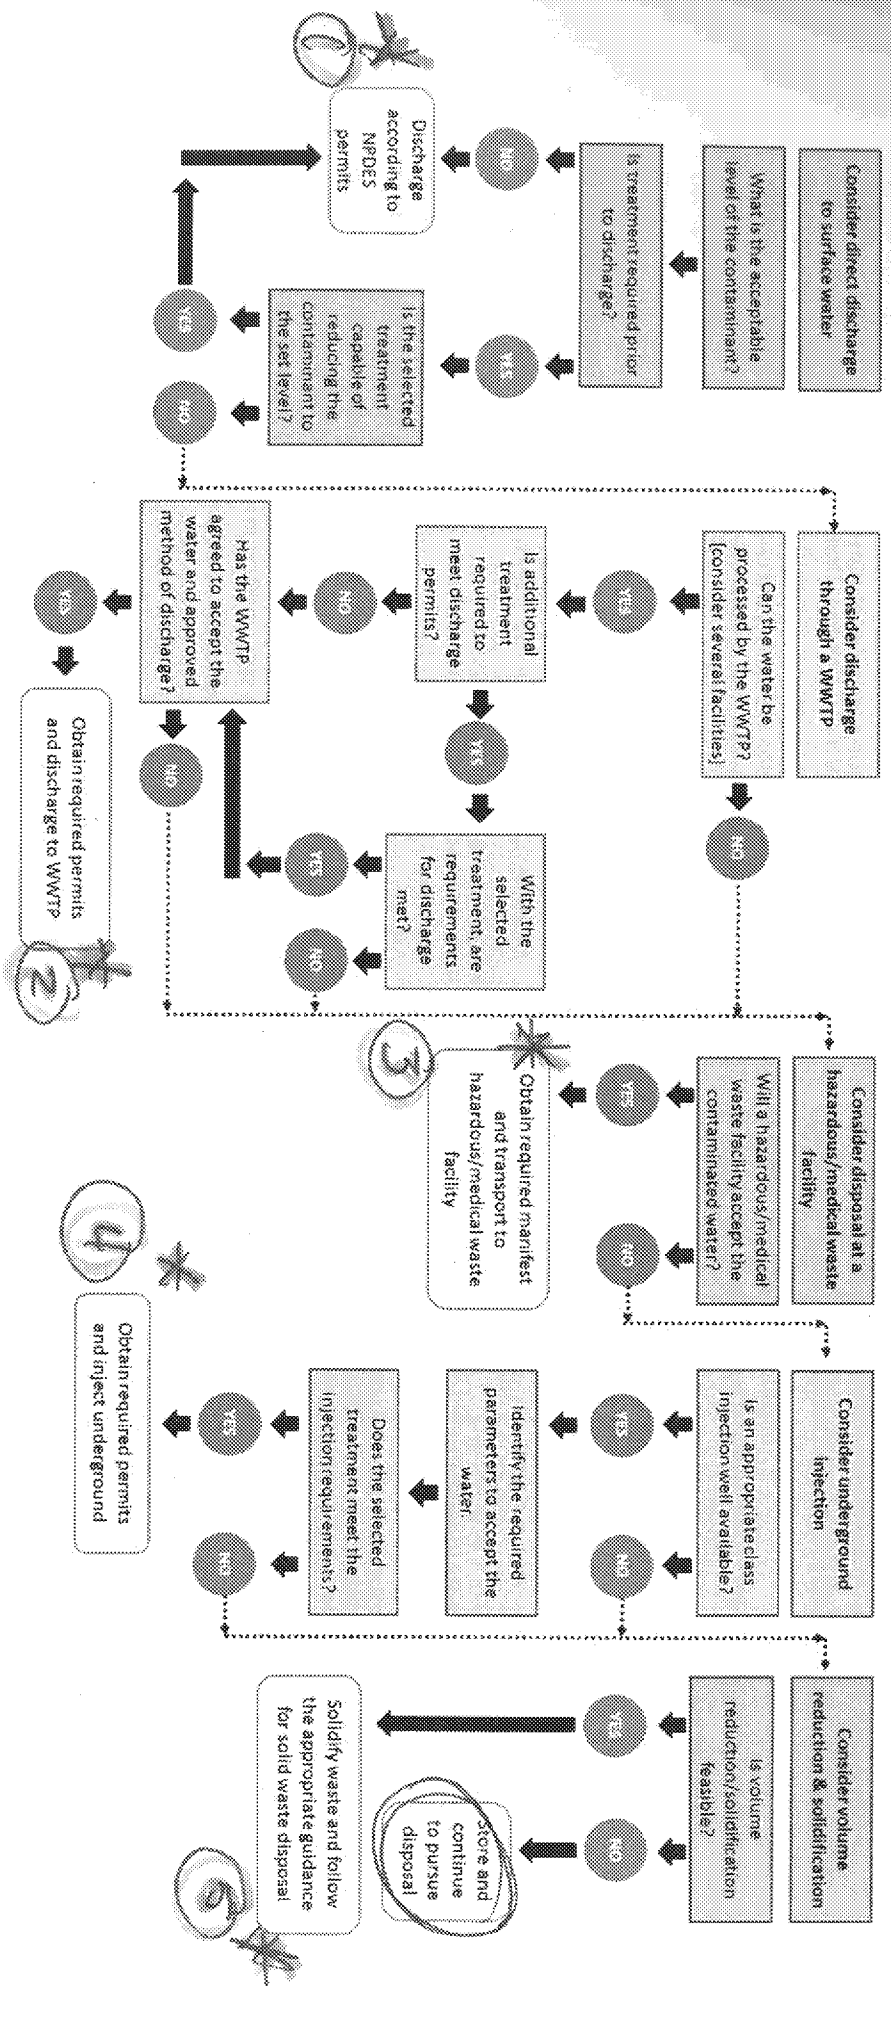 Consider direct discharge
to surface water
What is the acceptable
level of the contaminant?
Is treatment required prior
to discharge?
NO
YES
Discharge
according to
NPDES
permits
1
Is the selected
treatment
capable of
reducing the
contaminant to
the set level?
YES
NO
Consider discharge
through a WWTP
Can the water be
processed by the WWTP?
(consider several facilities)
YES
NO
Is additional
treatment
required to
meet discharge
permits?
YES
NO
With the
selected
treatment, are
requirements
for discharge
met?
YES
NO
Has the WWTP
agreed to accept the
water and approved
method of discharge?
YES
NO
Obtain required permits
and discharge to WWTP
2
Consider disposal at a
hazardous/medical waste
facility
Will a hazardous/medical
waste facility accept the
contaminated water?
YES
NO
Obtain required manifest
and transport to
hazardous/medical waste
facility
3
Consider underground
injection
Is an appropriate class
injection well available?
YES
NO
Identify the required
parameters to accept the
water.
Does the selected
treatment meet the
injection requirements?
YES
NO
Obtain required permits
and inject underground
4
Consider volume
reduction & solidification
Is volume
reduction/solidification
feasible?
YES
NO
Store and
continue
to pursue
disposal
Solidify waste and follow
the appropriate guidance
for solid waste disposal